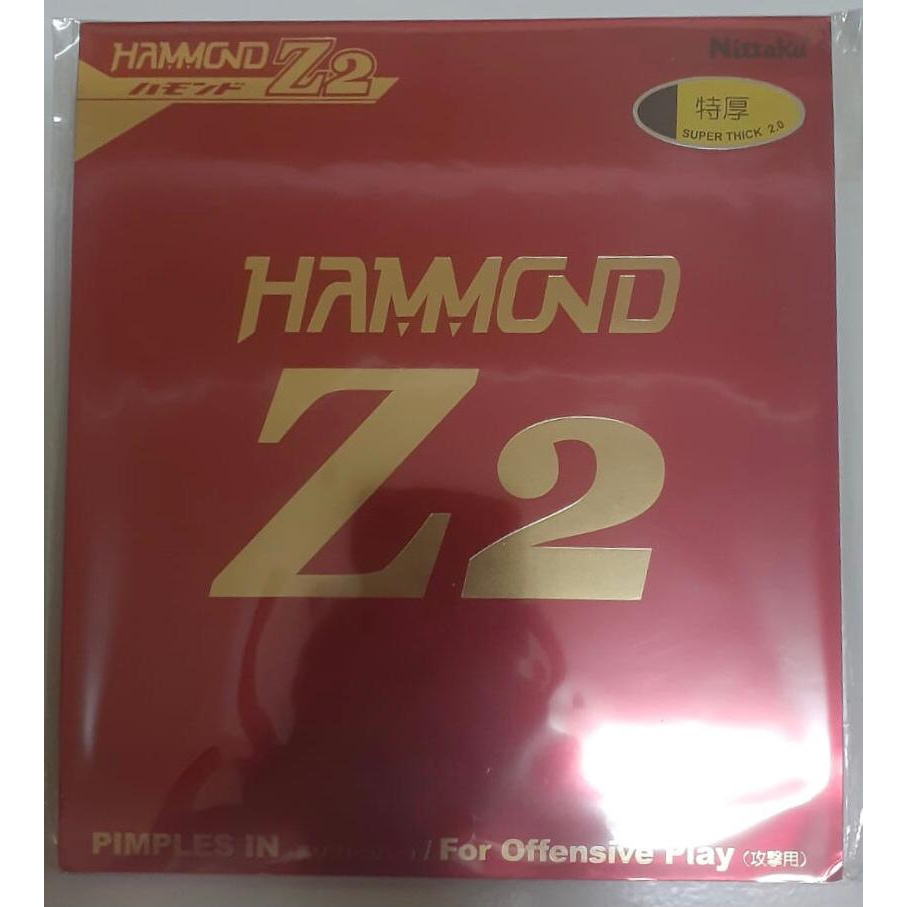 HAMMOND Z2
ハモンド
Nittaku
特厚
SUPER THICK 2.0
HAMMOND
Z2
PIMPLES IN / For Offensive Play (攻撃用)